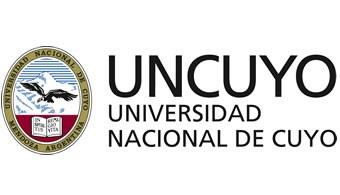 UNIVERSIDAD NACIONAL DE CUYO
MENDOZA ARGENTINA
UNCUYO
UNIVERSIDAD
NACIONAL DE CUYO